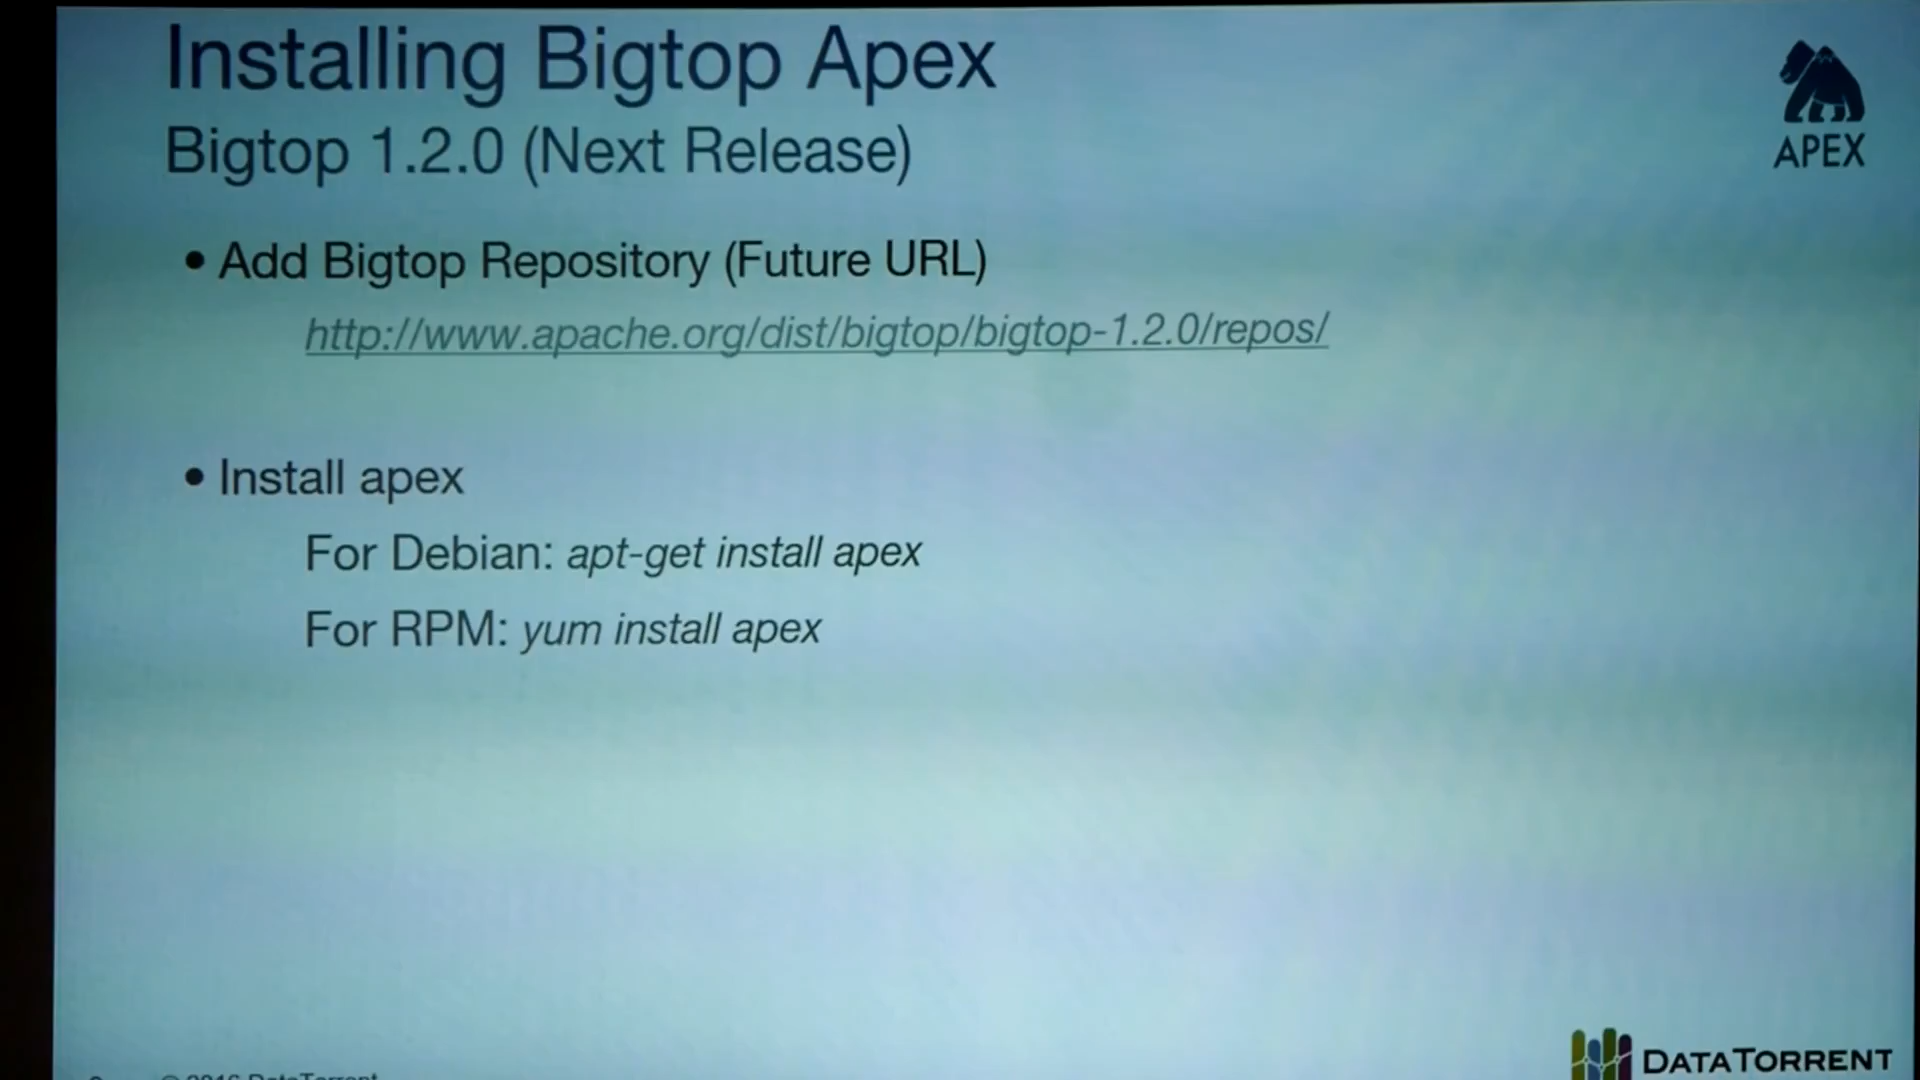 Installing Bigtop Apex
Bigtop 1.2.0 (Next Release)
APEX
• Add Bigtop Repository (Future URL)
http://www.apache.org/dist/bigtop/bigtop-1.2.0/repos/
• Install apex
For Debian: apt-get install apex
For RPM: yum install apex
© 2016 DataTorrent
DATATORRENT